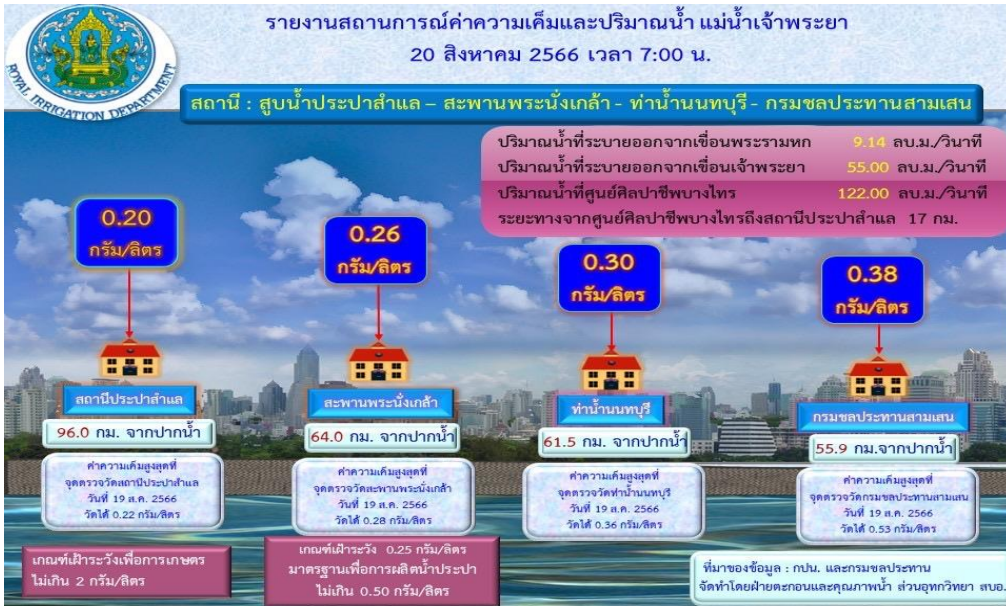 รายงานสถานการณ์ค่าความเค็มและปริมาณน้ำ แม่น้ำเจ้าพระยา
20 สิงหาคม 2566 เวลา 7:00 น.
ROYAL IRRIGATION DEPARTMENT
สถานี : สูบน้ำประปาสำแล – สะพานพระนั่งเกล้า - ท่าน้ำนนทบุรี - กรมชลประทานสามเสน
ปริมาณน้ำที่ระบายออกจากเขื่อนพระรามหก 9.14 ลบ.ม./วินาที
ปริมาณน้ำที่ระบายออกจากเขื่อนเจ้าพระยา 55.00 ลบ.ม./วินาที
ปริมาณน้ำที่ศูนย์ศิลปาชีพบางไทร 122.00 ลบ.ม./วินาที
ระยะทางจากศูนย์ศิลปาชีพบางไทรถึงสถานีประปาสำแล 17 กม.
0.20
กรัม/ลิตร
0.26
กรัม/ลิตร
0.30
กรัม/ลิตร
0.38
กรัม/ลิตร
สถานีประปาสำแล
96.0 กม. จากปากน้ำ
ค่าความเค็มสูงสุดที่
จุดตรวจวัดสถานีประปาสำแล
วันที่ 19 ส.ค. 2566
วัดได้ 0.22 กรัม/ลิตร
สะพานพระนั่งเกล้า
64.0 กม. จากปากน้ำ
ค่าความเค็มสูงสุดที่
จุดตรวจวัดสะพานพระนั่งเกล้า
วันที่ 19 ส.ค. 2566
วัดได้ 0.28 กรัม/ลิตร
ท่าน้ำนนทบุรี
61.5 กม. จากปากน้ำ
ค่าความเค็มสูงสุดที่
จุดตรวจวัดท่าน้ำนนทบุรี
วันที่ 19 ส.ค. 2566
วัดได้ 0.36 กรัม/ลิตร
กรมชลประทานสามเสน
55.9 กม.จากปากน้ำ
ค่าความเค็มสูงสุดที่
จุดตรวจวัดกรมชลประทานสามเสน
วันที่ 19 ส.ค. 2566
วัดได้ 0.53 กรัม/ลิตร
เกณฑ์เฝ้าระวังเพื่อการเกษตร
ไม่เกิน 2 กรัม/ลิตร
เกณฑ์เฝ้าระวัง 0.25 กรัม/ลิตร
มาตรฐานเพื่อการผลิตน้ำประปา
ไม่เกิน 0.50 กรัม/ลิตร
ที่มาของข้อมูล : กปน. และกรมชลประทาน
จัดทำโดยฝ่ายตะกอนและคุณภาพน้ำ ส่วนอุทกวิทยา สบอ.